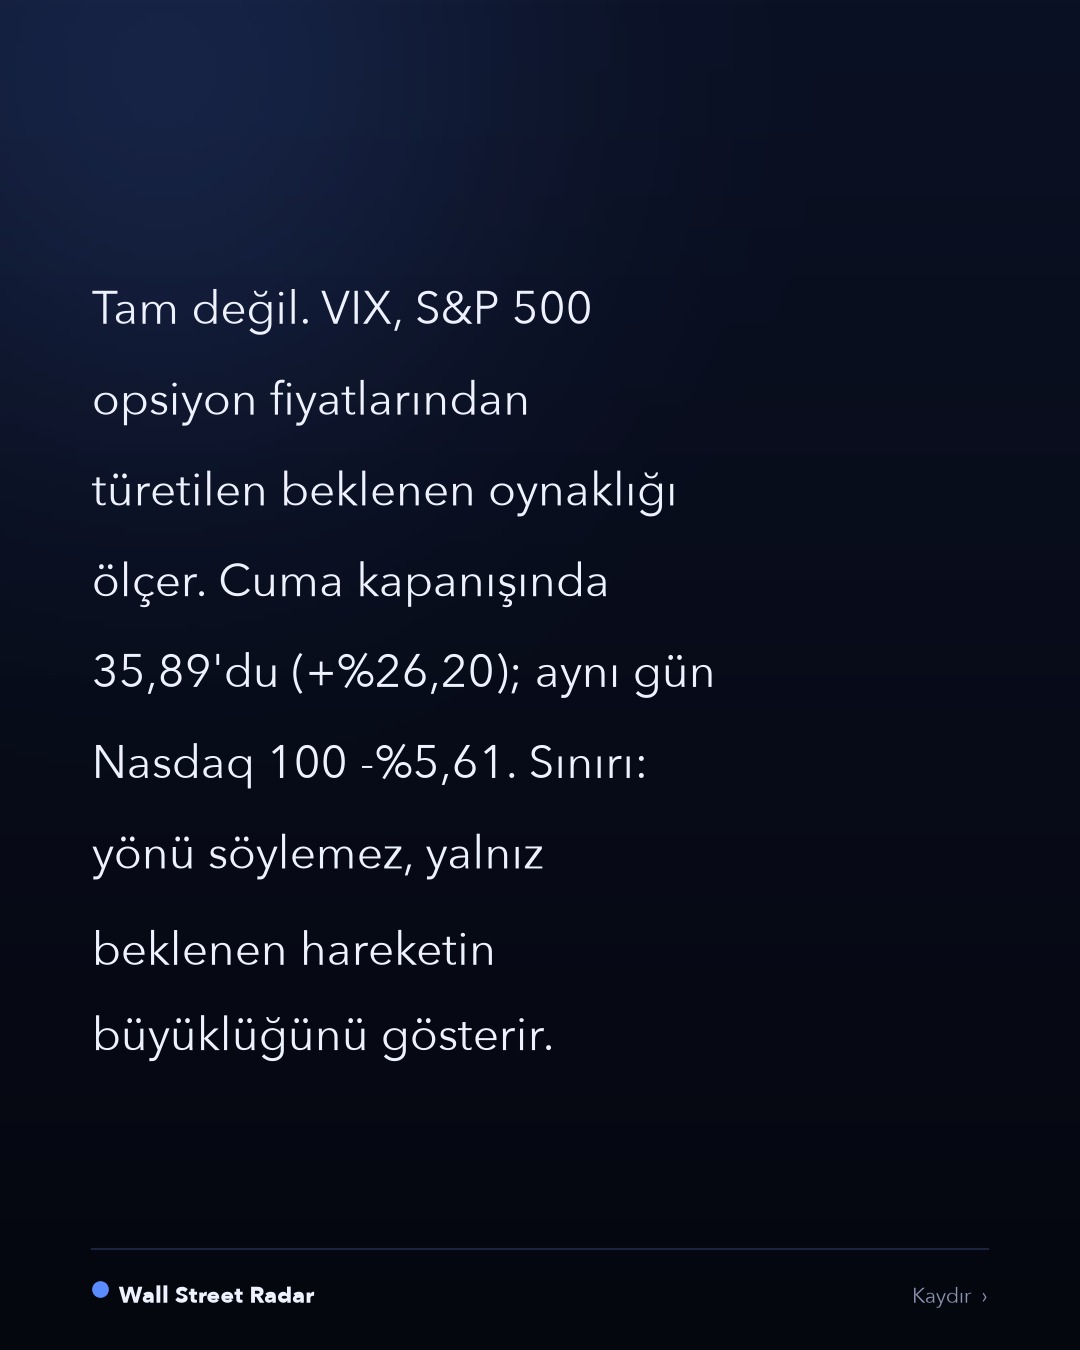 Tam değil. VIX, S&P 500
opsiyon fiyatlarından
türetilen beklenen oynaklığı
ölçer. Cuma kapanışında
35,89'du (+%26,20); aynı gün
Nasdaq 100 -%5,61. Sınırı:
yönü söylemez, yalnız
beklenen hareketin
büyüklüğünü gösterir.
Wall Street Radar
Kaydır ›